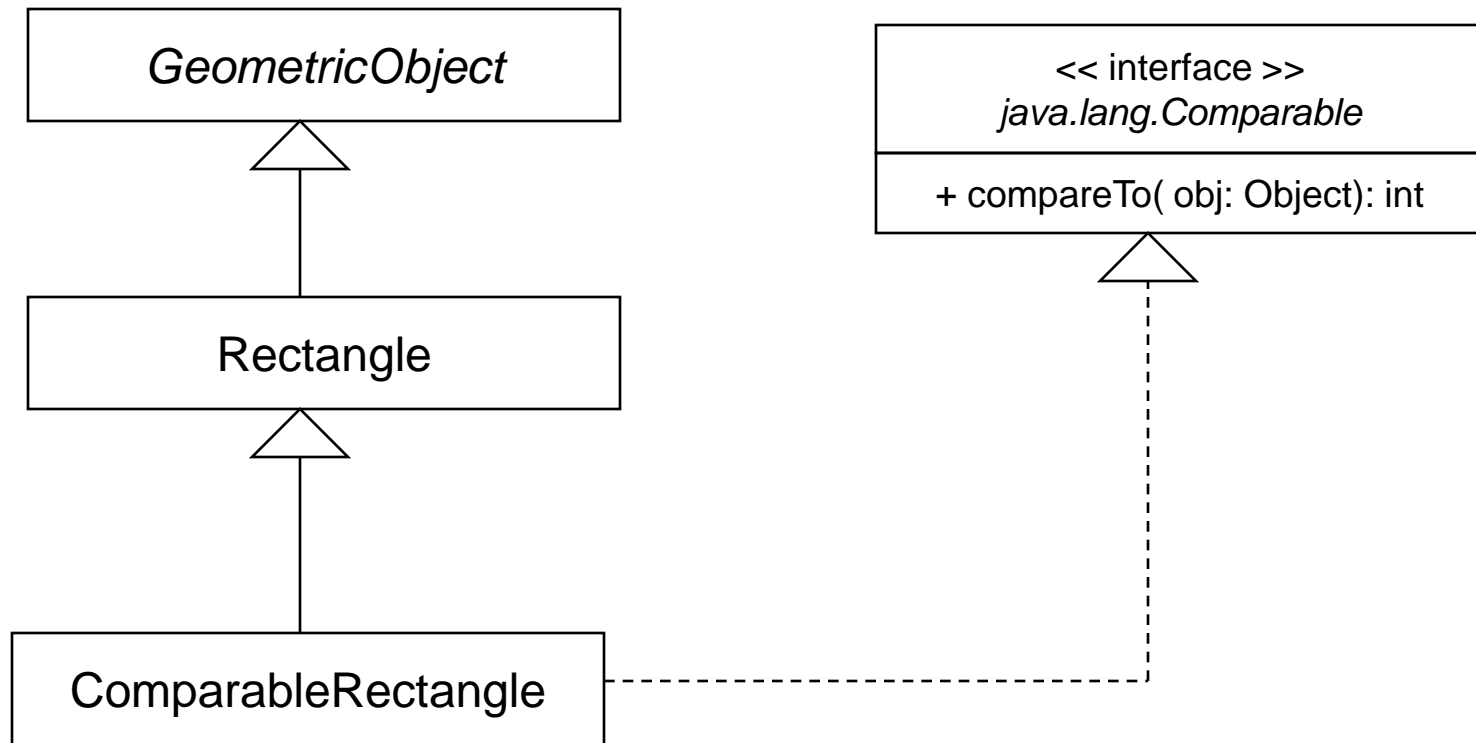 GeometricObject
<< interface >>
java.lang.Comparable
+ compareTo( obj: Object): int
Rectangle
ComparableRectangle